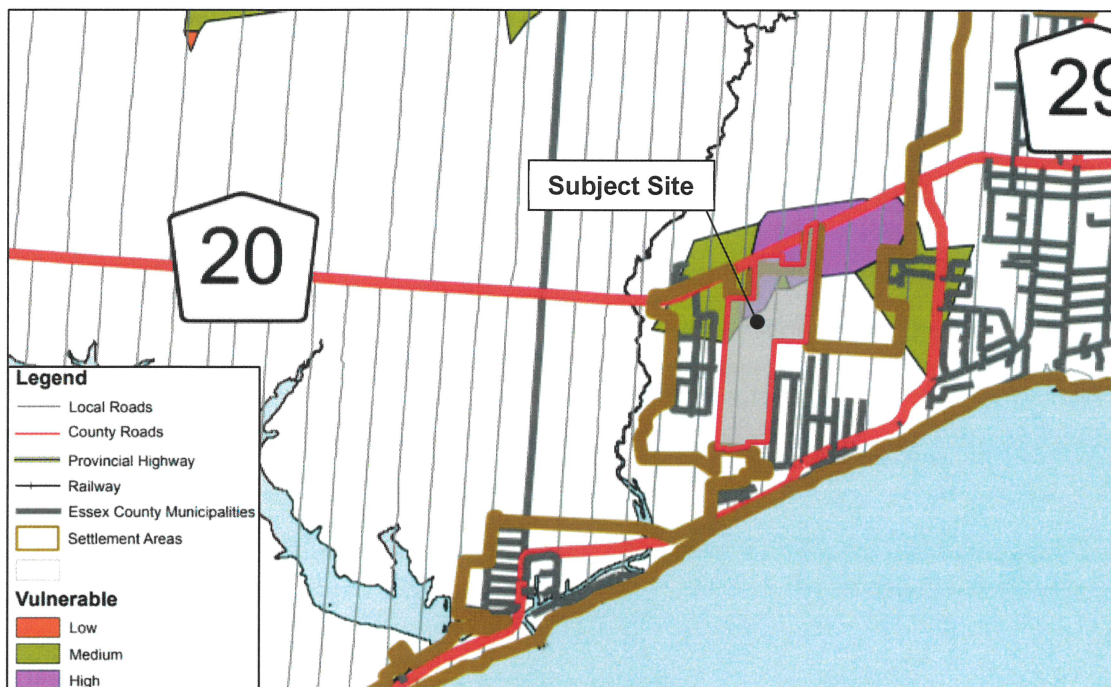 29
Subject Site
20
Legend
Local Roads
County Roads
Provincial Highway
Railway
Essex County Municipalities
Settlement Areas
Vulnerable
Low
Medium
High